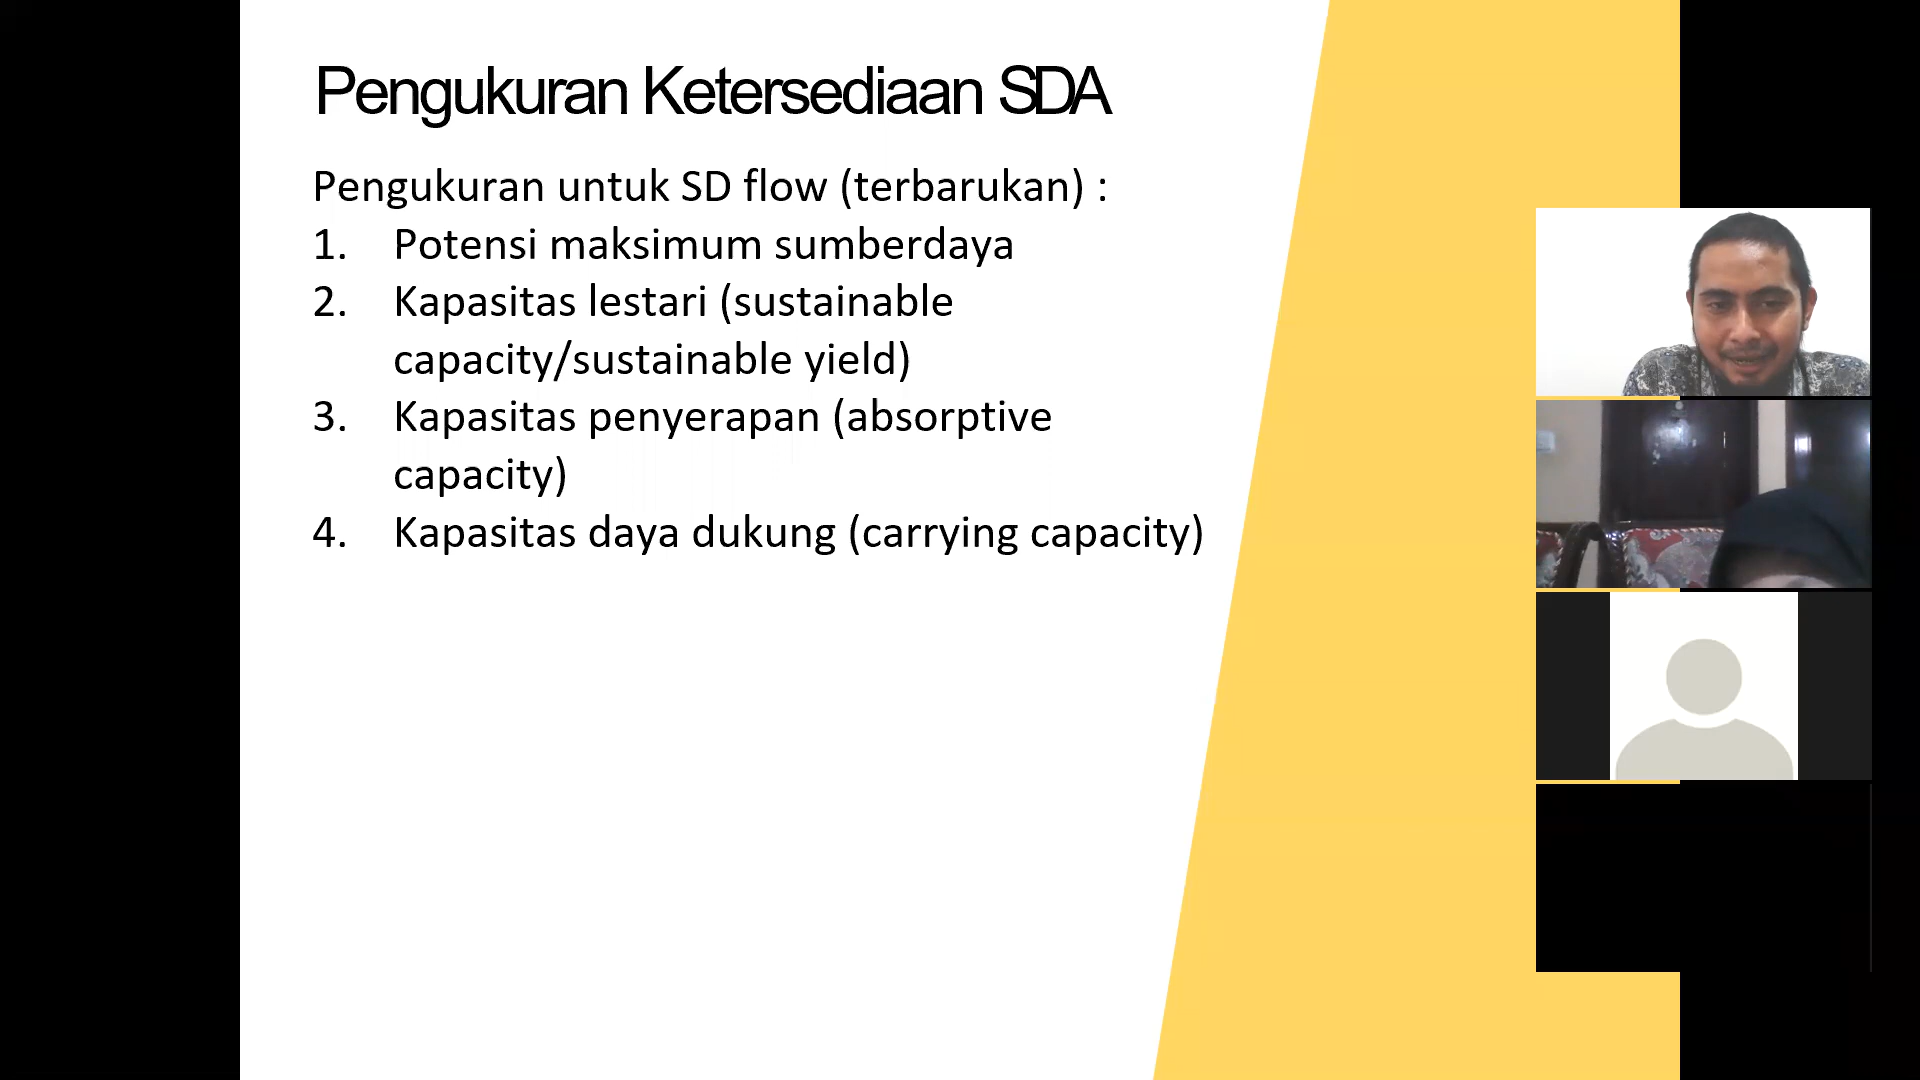 Pengukuran Ketersediaan SDA
Pengukuran untuk SD flow (terbarukan) :
1. Potensi maksimum sumberdaya
2. Kapasitas lestari (sustainable
capacity/sustainable yield)
3. Kapasitas penyerapan (absorptive
capacity)
4. Kapasitas daya dukung (carrying capacity)